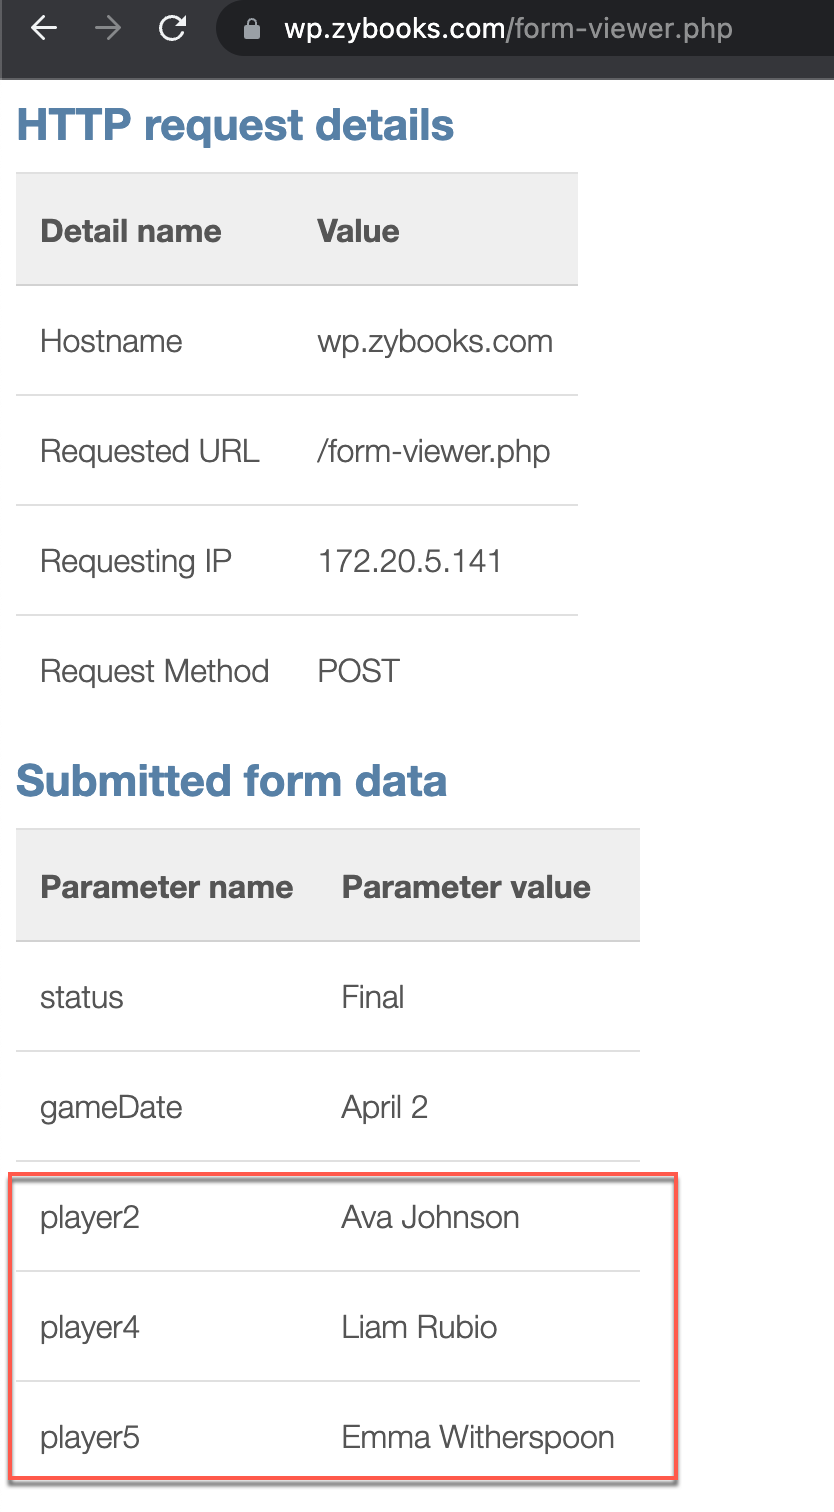 wp.zybooks.com/form-viewer.php
HTTP request details
Detail name Value
Hostname wp.zybooks.com
Requested URL /form-viewer.php
Requesting IP 172.20.5.141
Request Method POST
Submitted form data
Parameter name Parameter value
status Final
gameDate April 2
player2 Ava Johnson
player4 Liam Rubio
player5 Emma Witherspoon